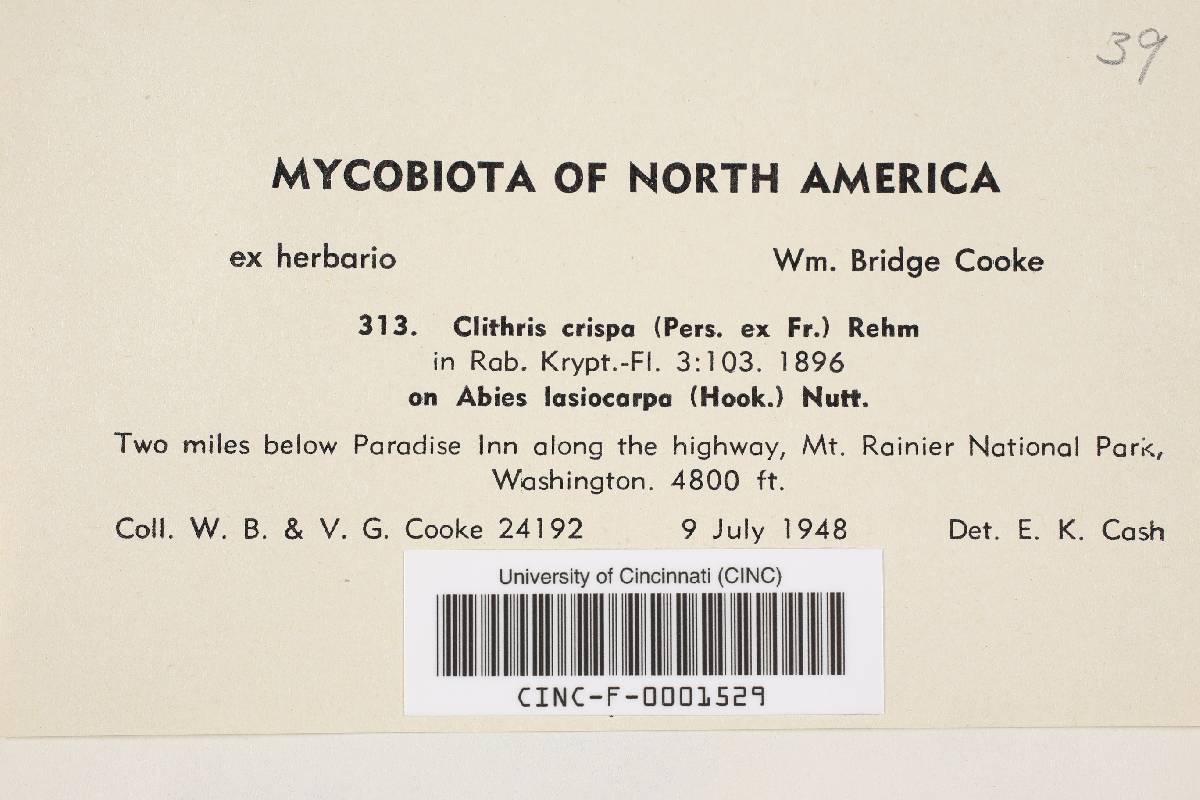 39
MYCOBIOTA OF NORTH AMERICA
ex herbario Wm. Bridge Cooke
313. Clithris crispa (Pers. ex Fr.) Rehm
in Rab. Krypt.-Fl. 3:103. 1896
on Abies lasiocarpa (Hook.) Nutt.
Two miles below Paradise Inn along the highway, Mt. Rainier National Park,
Washington. 4800 ft.
Coll. W. B. & V. G. Cooke 24192 9 July 1948 Det. E. K. Cash
University of Cincinnati (CINC)
CINC-F-0001529